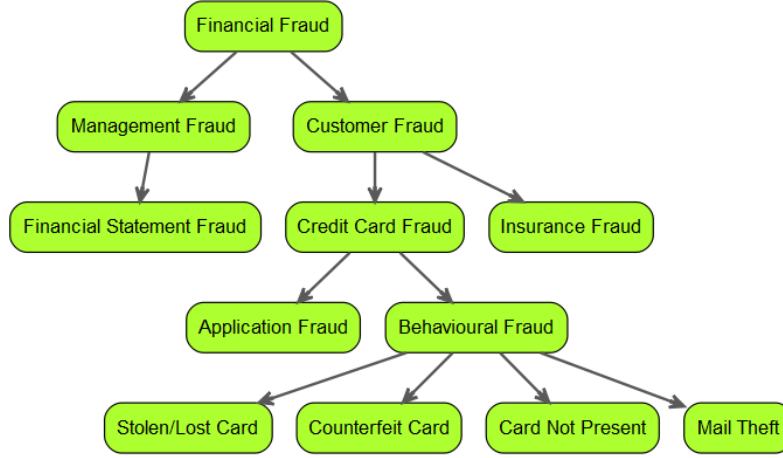 Financial Fraud
Management Fraud
Customer Fraud
Financial Statement Fraud
Credit Card Fraud
Insurance Fraud
Application Fraud
Behavioural Fraud
Stolen/Lost Card
Counterfeit Card
Card Not Present
Mail Theft